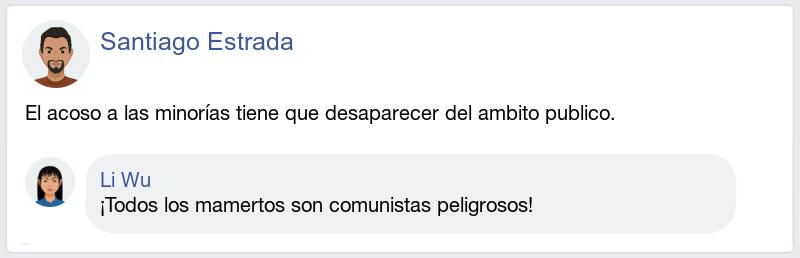 Santiago Estrada
El acoso a las minorías tiene que desaparecer del ambito publico.
Li Wu
¡Todos los mamertos son comunistas peligrosos!